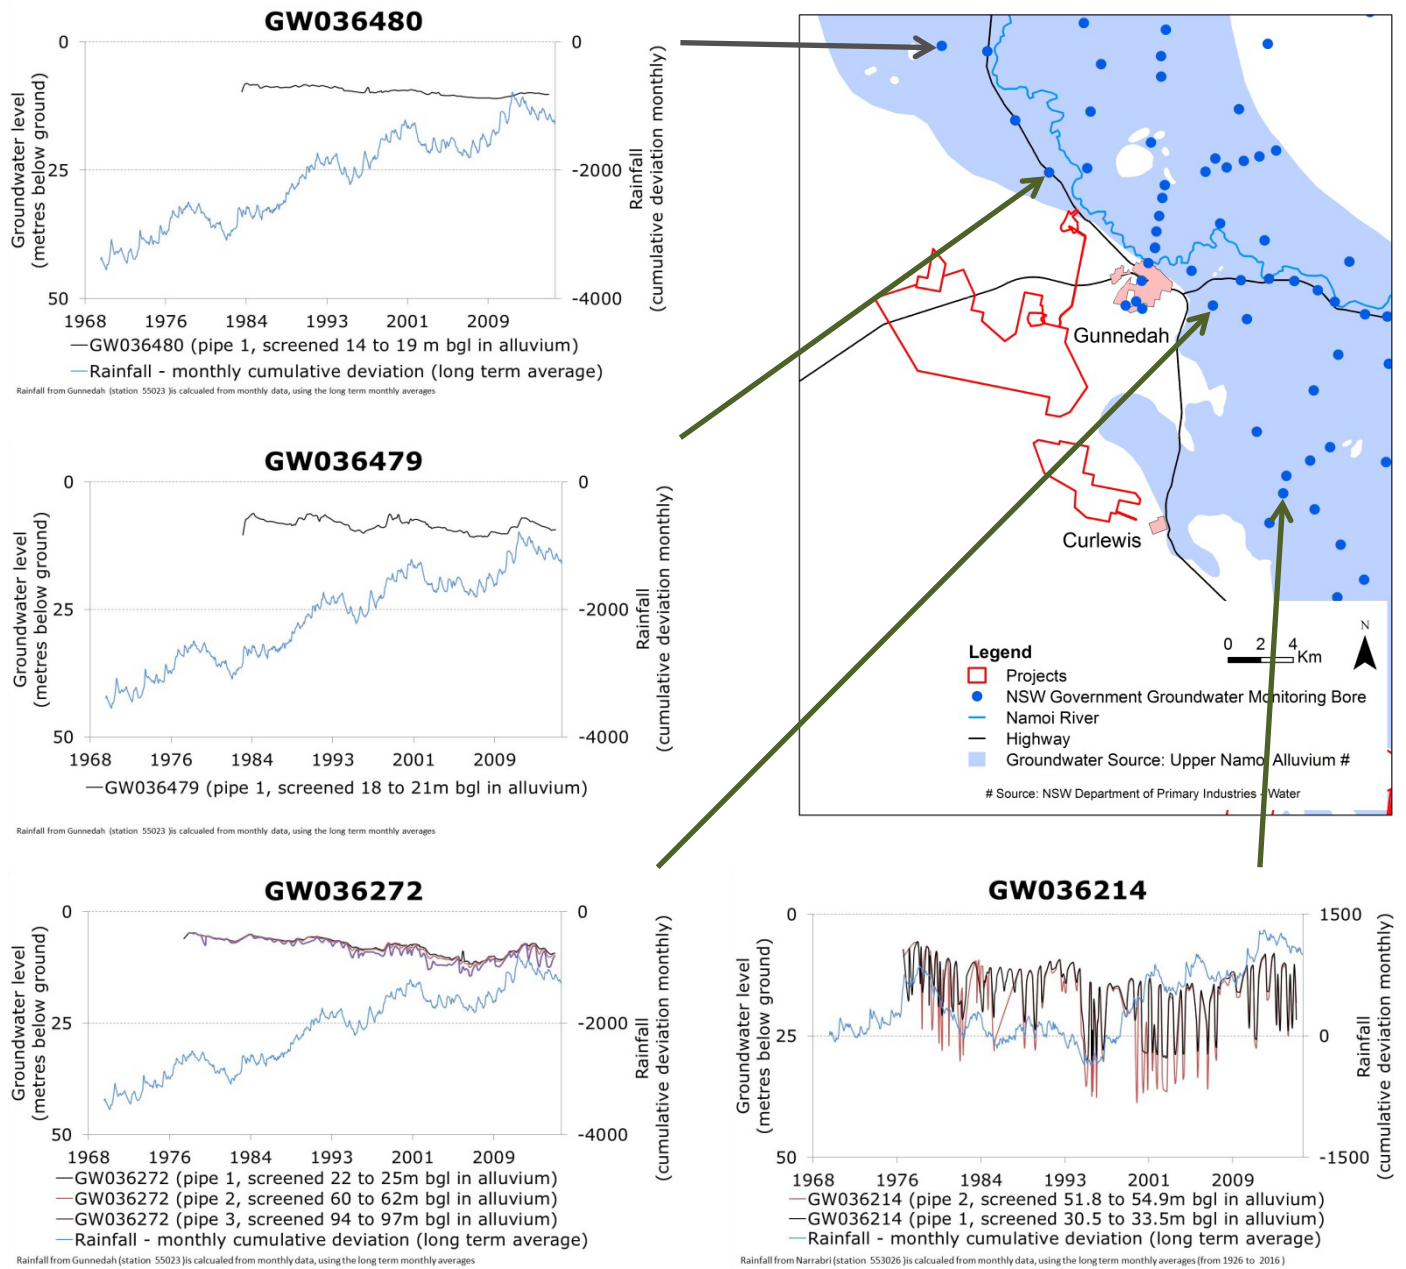 GW036480
0
25
50
Groundwater level
(metres below ground)
0
-2000
-4000
Rainfall
(cumulative deviation monthly)
1968 1976 1984 1993 2001 2009
GW036480 (pipe 1, screened 14 to 19 m bgl in alluvium)
Rainfall - monthly cumulative deviation (long term average)
Rainfall from Gunnedah (station 55023 )is calcualed from monthly data, using the long term monthly averages
GW036479
0
25
50
Groundwater level
(metres below ground)
0
-2000
-4000
Rainfall
(cumulative deviation monthly)
1968 1976 1984 1993 2001 2009
GW036479 (pipe 1, screened 18 to 21m bgl in alluvium)
Rainfall from Gunnedah (station 55023 )is calcualed from monthly data, using the long term monthly averages
Gunnedah
Curlewis
N
0 2 4
Km
Legend
Projects
NSW Government Groundwater Monitoring Bore
Namoi River
Highway
Groundwater Source: Upper Namoi Alluvium #
# Source: NSW Department of Primary Industries - Water
GW036272
0
25
50
Groundwater level
(metres below ground)
0
-2000
-4000
Rainfall
(cumulative deviation monthly)
1968 1976 1984 1993 2001 2009
GW036272 (pipe 1, screened 22 to 25m bgl in alluvium)
GW036272 (pipe 2, screened 60 to 62m bgl in alluvium)
GW036272 (pipe 3, screened 94 to 97m bgl in alluvium)
Rainfall - monthly cumulative deviation (long term average)
Rainfall from Gunnedah (station 55023 )is calcualed from monthly data, using the long term monthly averages
GW036214
0
25
50
Groundwater level
(metres below ground)
1500
0
-1500
Rainfall
(cumulative deviation monthly)
1968 1976 1984 1993 2001 2009
GW036214 (pipe 2, screened 51.8 to 54.9m bgl in alluvium)
GW036214 (pipe 1, screened 30.5 to 33.5m bgl in alluvium)
Rainfall - monthly cumulative deviation (long term average)
Rainfall from Narrabri (station 553026 )is calcualed from monthly data, using the long term monthly averages (from 1926 to 2016 )